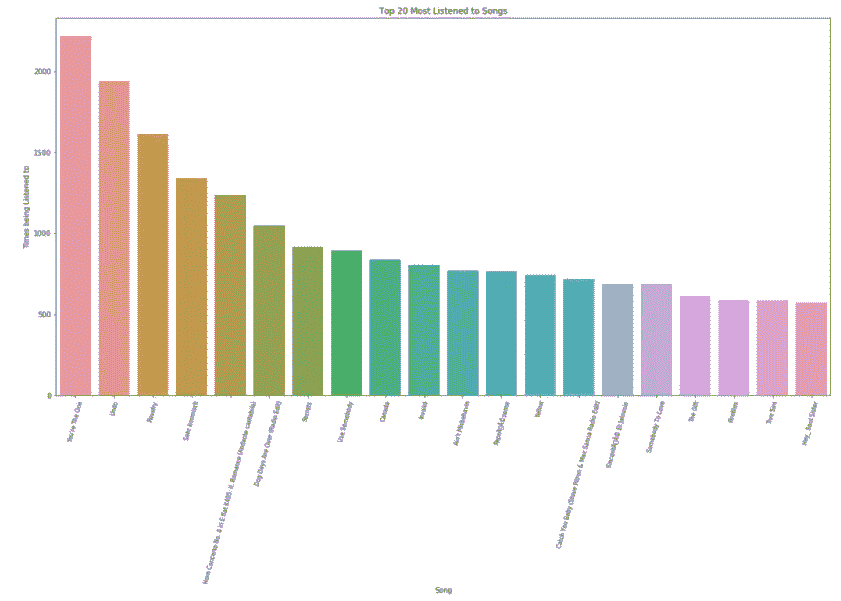 Top 20 Most Listened to Songs
Times being Listened to
2000
1500
1000
500
0
You're The One
Undo
Revelry
Sehr kosmisch
Horn Concerto No. 4 in E flat K495: II. Romance (Andante cantabile)
Dog Days Are Over (Radio Edit)
Secrets
Use Somebody
Canada
Invalid
Ain't Misbehavin
Yellow
Catch You Baby (Steve Pitron & Max Sanna Radio Edit)
Somebody To Love
The Gift
Fireflies
Tive Sim
Hey_ Soul Sister
Song